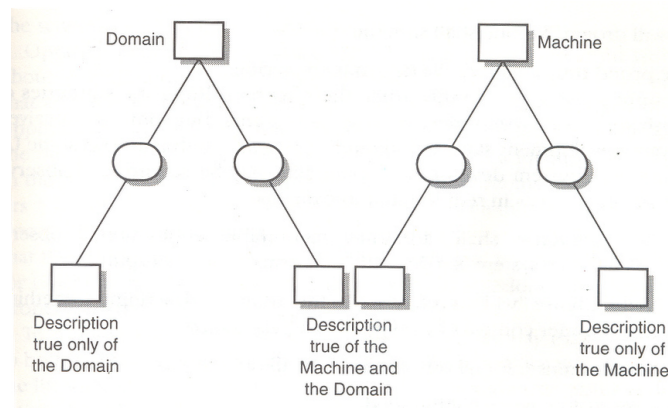 Domain
Machine
Description
true only of
the Domain
Description
true of the
Machine and
the Domain
Description
true only of
the Machine